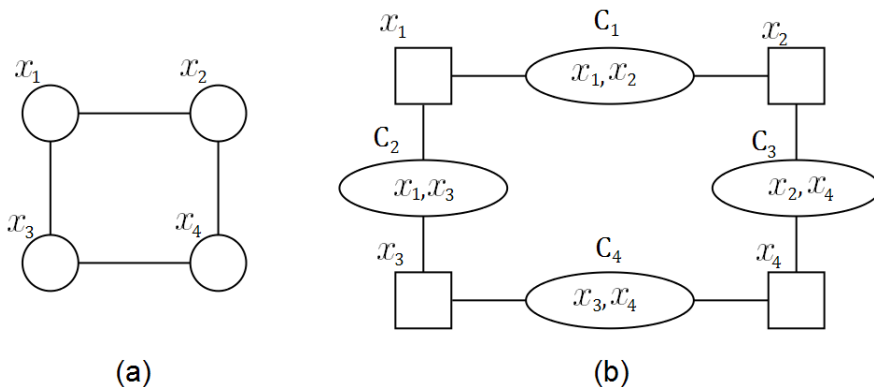 x₁ x₂
x₃ x₄
(a)
x₁ C₁ x₂
x₁,x₂
C₂ C₃
x₁,x₃ x₂,x₄
x₃ C₄ x₄
x₃,x₄
(b)